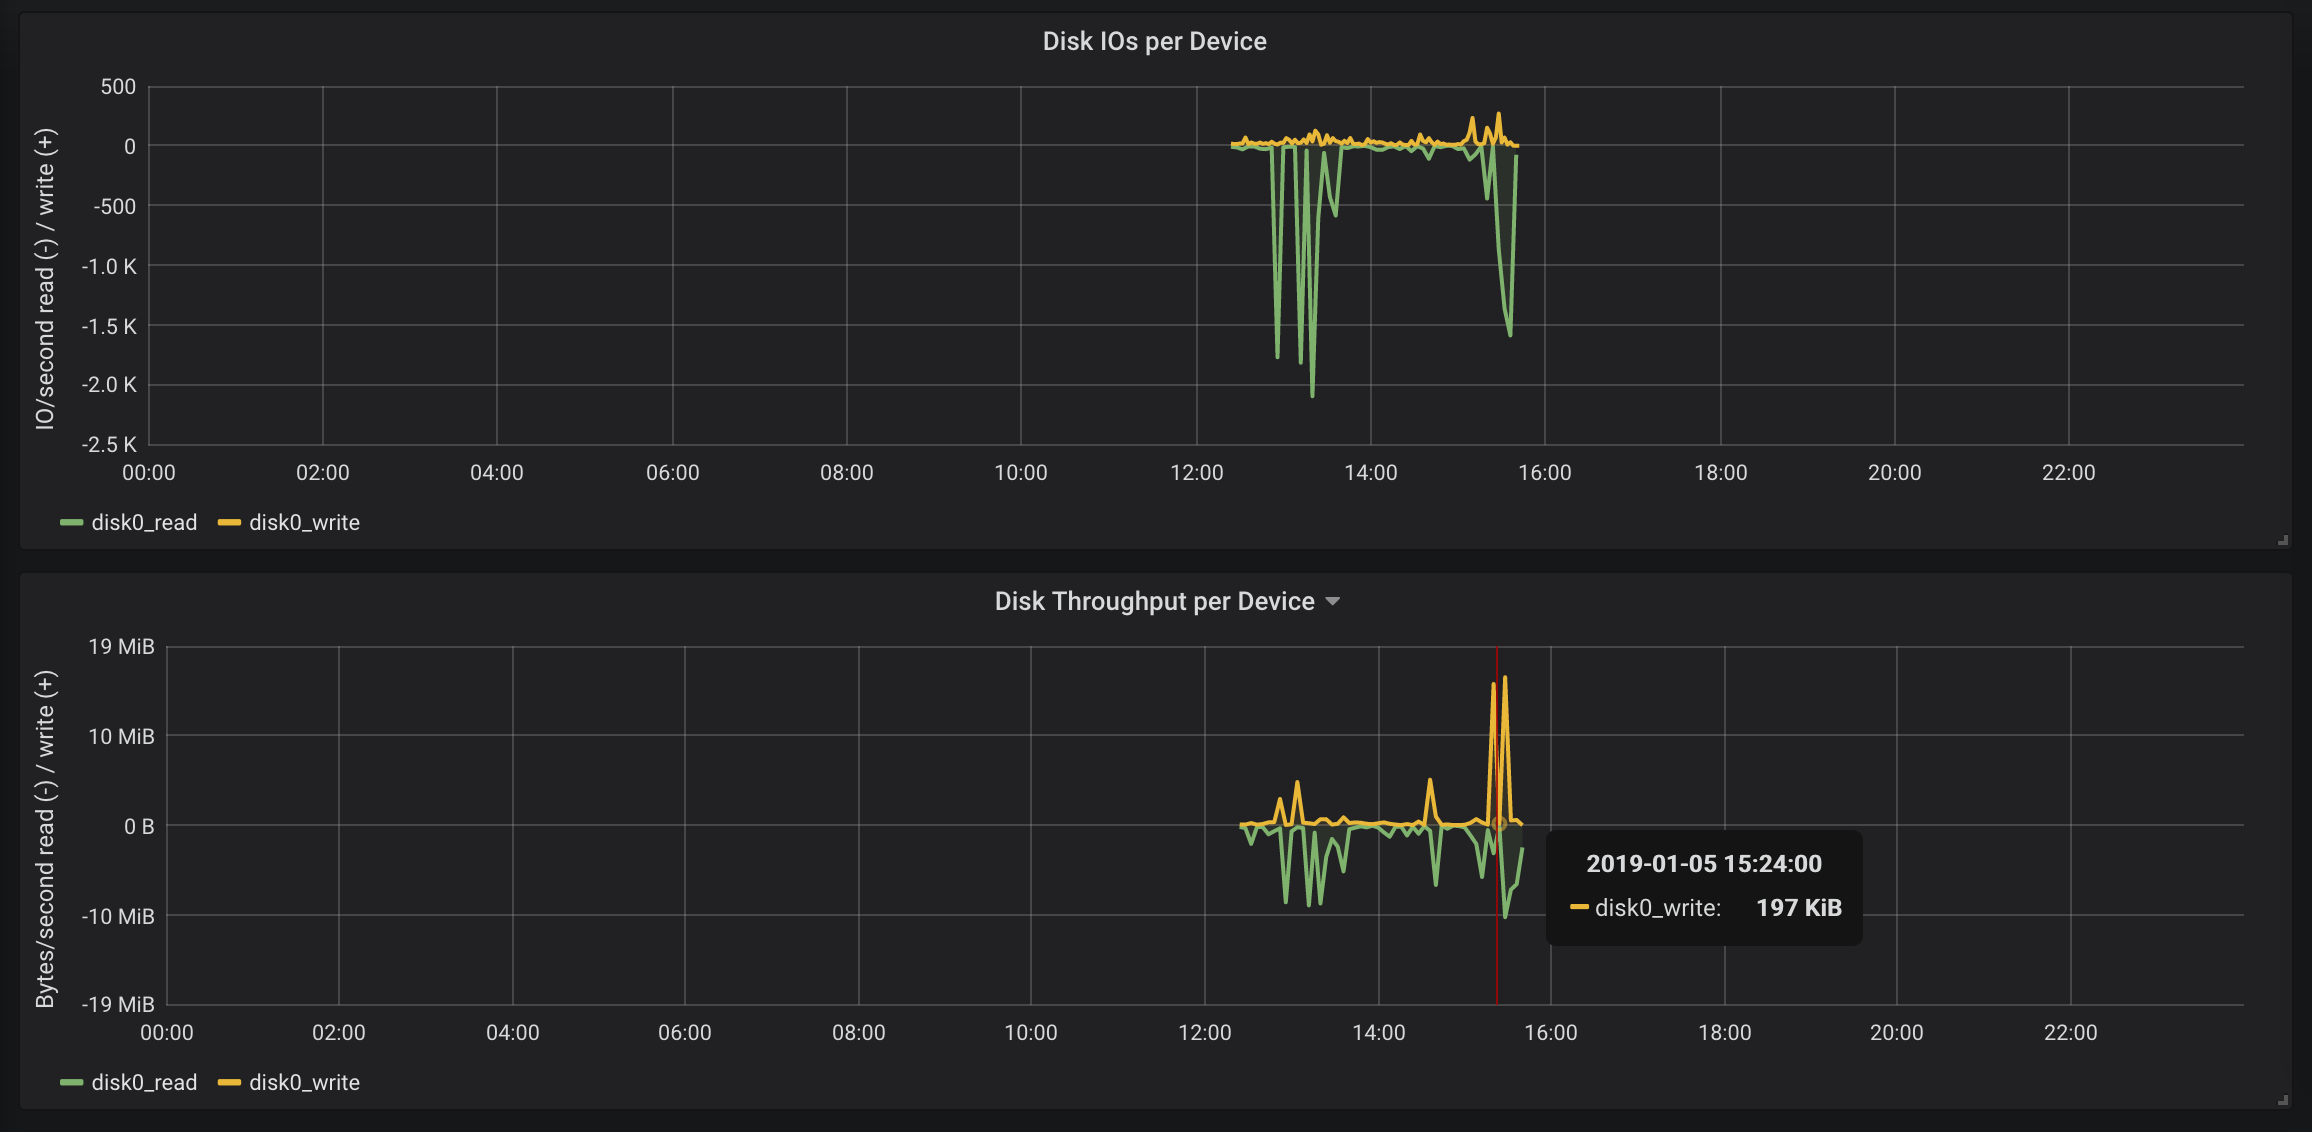 Disk IOs per Device
IO/second read (-) / write (+)
500
0
-500
-1.0 K
-1.5 K
-2.0 K
-2.5 K
00:00 02:00 04:00 06:00 08:00 10:00 12:00 14:00 16:00 18:00 20:00 22:00
disk0_read disk0_write
Disk Throughput per Device
Bytes/second read (-) / write (+)
19 MiB
10 MiB
0 B
-10 MiB
-19 MiB
2019-01-05 15:24:00
disk0_write: 197 KiB
00:00 02:00 04:00 06:00 08:00 10:00 12:00 14:00 16:00 18:00 20:00 22:00
disk0_read disk0_write